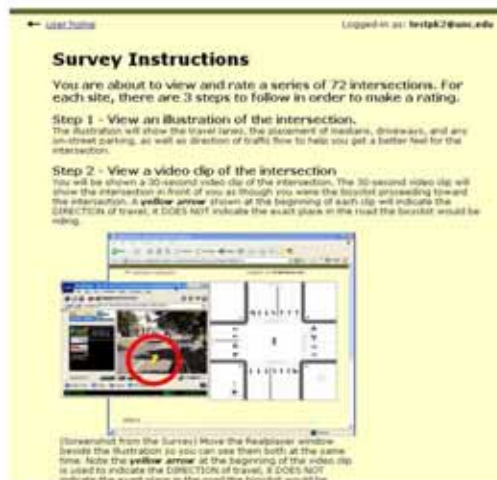 user home
Logged in as: testpk2@unc.edu
Survey Instructions
You are about to view and rate a series of 72 intersections. For
each site, there are 3 steps to follow in order to make a rating.
Step 1 - View an illustration of the intersection.
The illustration will show the travel lanes, the placement of medians, driveways, and any
on-street parking, as well as direction of traffic flow to help you get a better feel for the
intersection.
Step 2 - View a video clip of the intersection
You will be shown a 30-second video clip of the intersection. The 30-second video clip will
show the intersection in front of you as though you were the bicyclist proceeding toward
the intersection. A yellow arrow shown at the beginning of each clip will indicate the
DIRECTION of travel, it DOES NOT indicate the exact place in the road the bicyclist would be
riding.
(Screenshot from the Survey) Move the Realplayer window
beside the illustration so you can see them both at the same
time. Note the yellow arrow at the beginning of the video clip
is used to indicate the DIRECTION of travel, it DOES NOT
indicate the exact place in the road the bicyclist would be